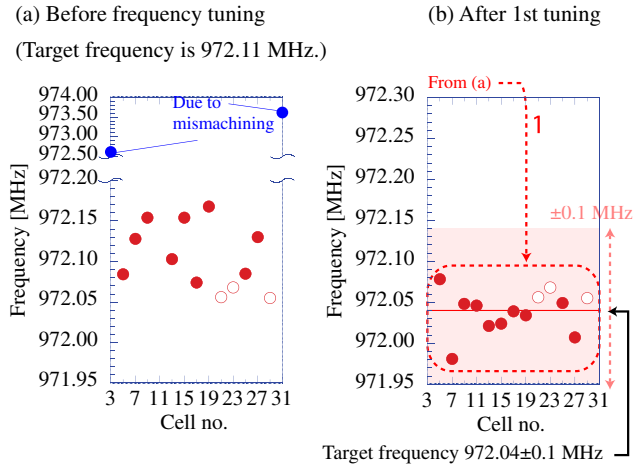 (a) Before frequency tuning
(Target frequency is 972.11 MHz.)
974.00
973.50
973.00
972.50
972.20
972.15
972.10
972.05
972.00
971.95
Frequency [MHz]
Due to
mismachining
3 7 11 15 19 23 27 31
Cell no.
(b) After 1st tuning
972.30
972.25
972.20
972.15
972.10
972.05
972.00
971.95
Frequency [MHz]
From (a)
1
±0.1 MHz
3 7 11 15 19 23 27 31
Cell no.
Target frequency 972.04±0.1 MHz